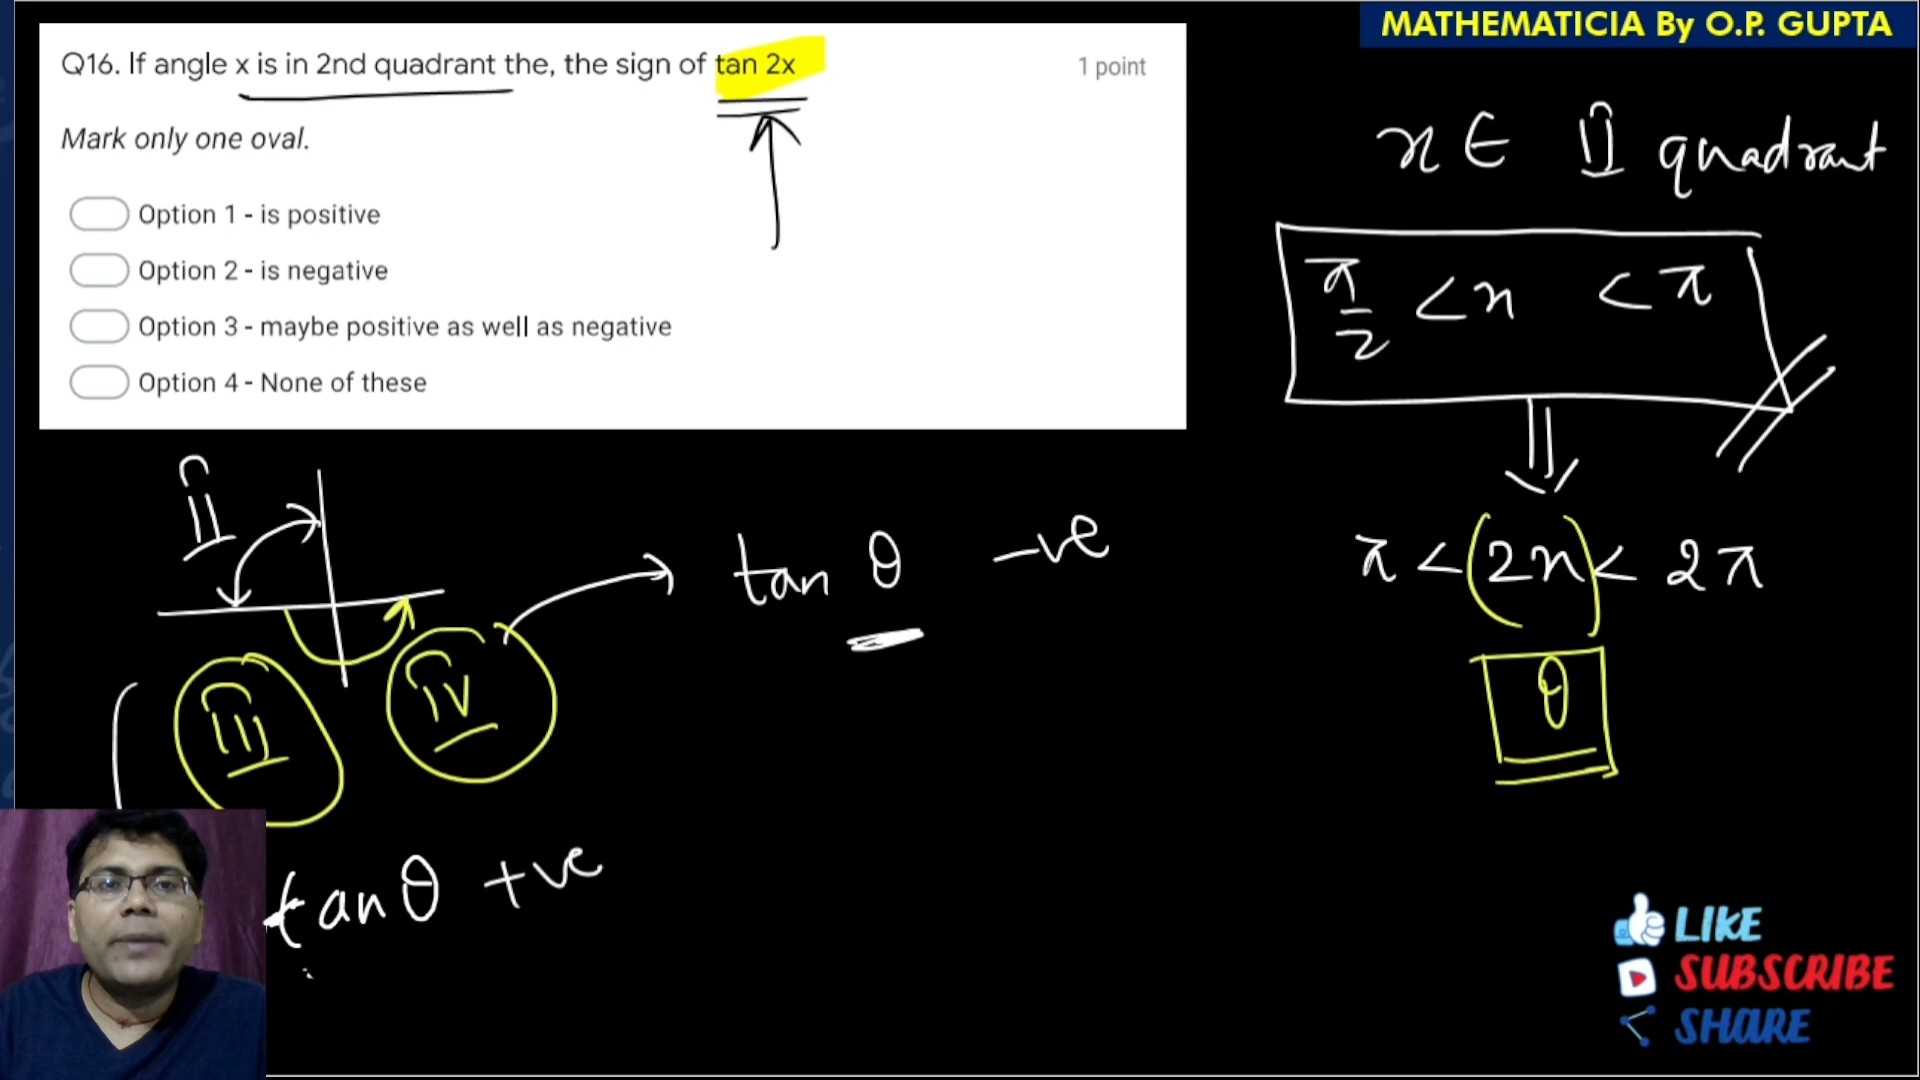 MATHEMATICIA By O.P. GUPTA
Q16. If angle x is in 2nd quadrant the, the sign of tan 2x
1 point
Mark only one oval.
Option 1 - is positive
Option 2 - is negative
Option 3 - maybe positive as well as negative
Option 4 - None of these
x ∈ II quadrant
π/2 < x < π
⇓
π < (2x) < 2π
θ
II
tan θ -ve
III
IV
tan θ +ve
LIKE
SUBSCRIBE
SHARE